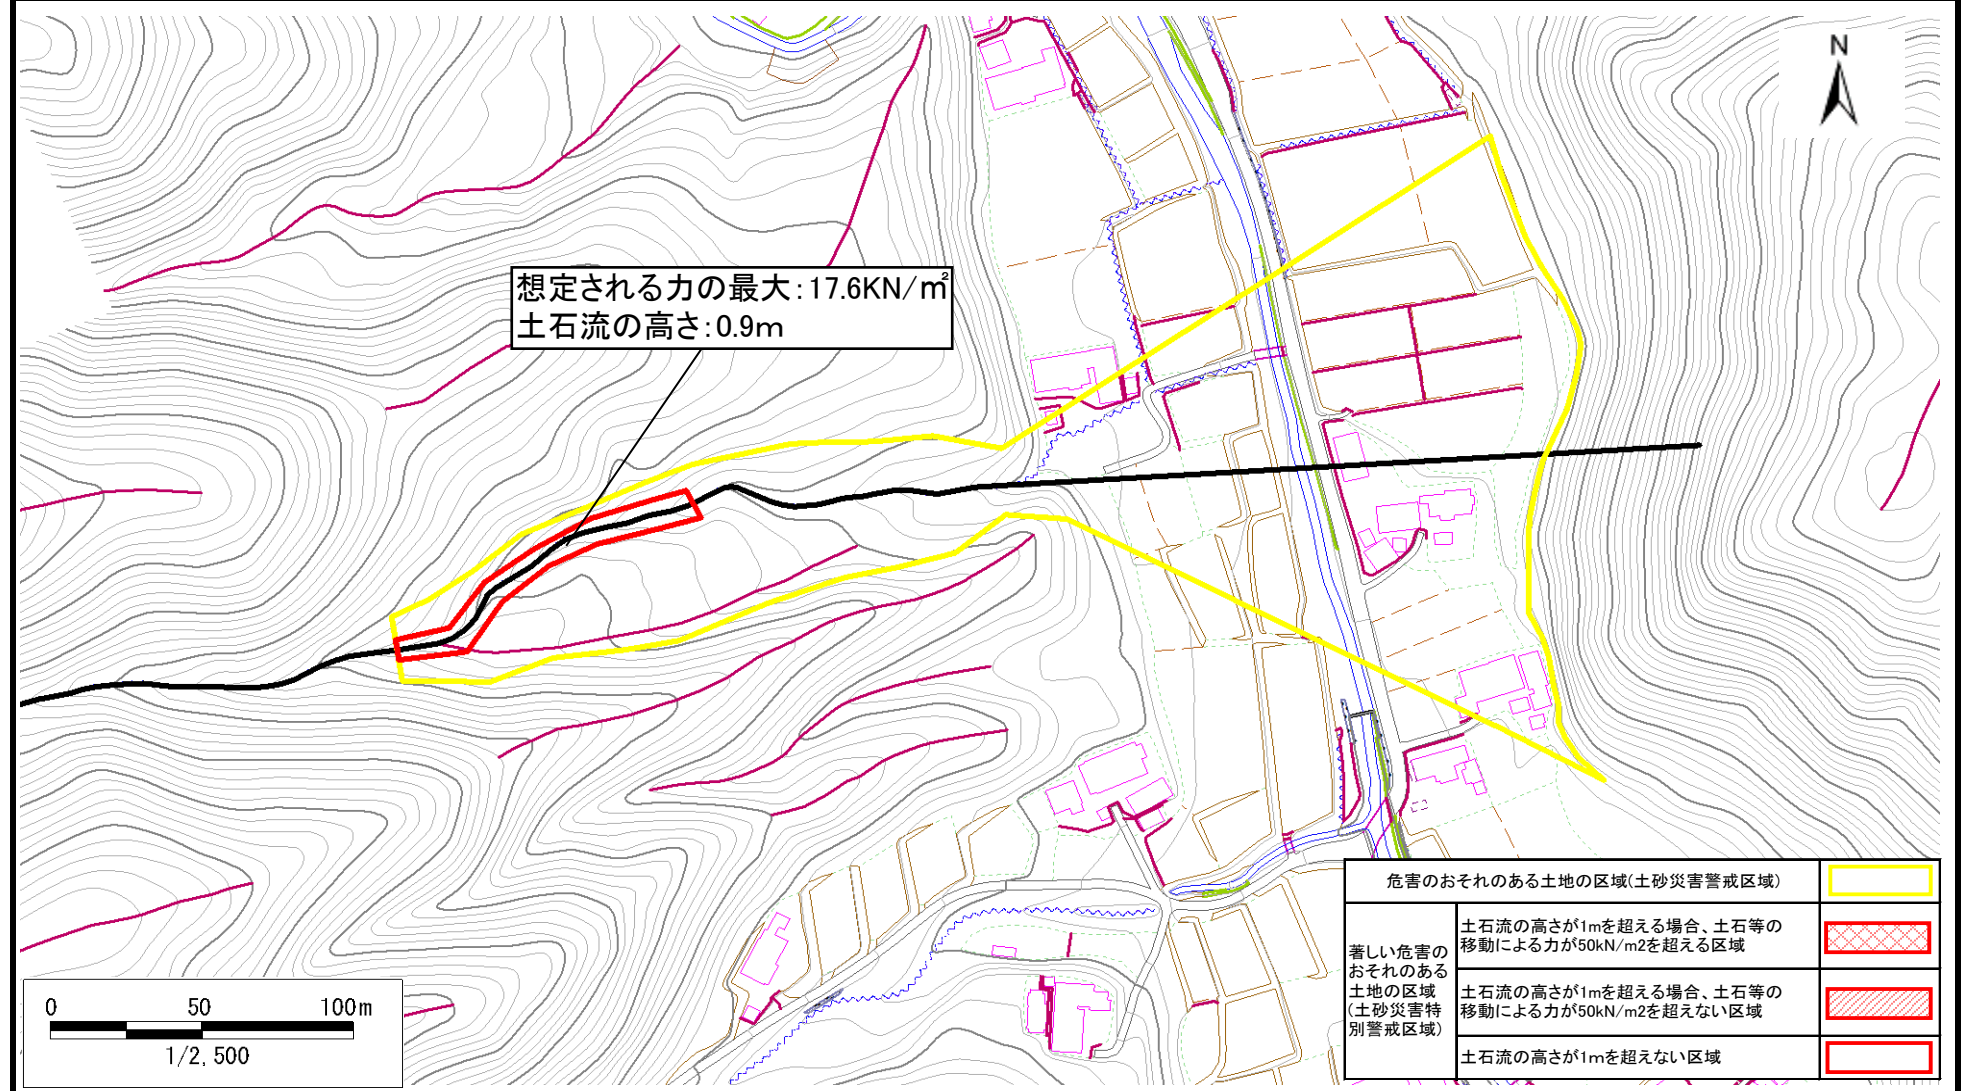 N
想定される力の最大:17.6KN/㎡
土石流の高さ:0.9m
危害のおそれのある土地の区域(土砂災害警戒区域)
著しい危害の
おそれのある
土地の区域
(土砂災害特
別警戒区域)
土石流の高さが1mを超える場合、土石等の
移動による力が50kN/m2を超える区域
土石流の高さが1mを超える場合、土石等の
移動による力が50kN/m2を超えない区域
土石流の高さが1mを超えない区域
0 50 100m
1/2,500